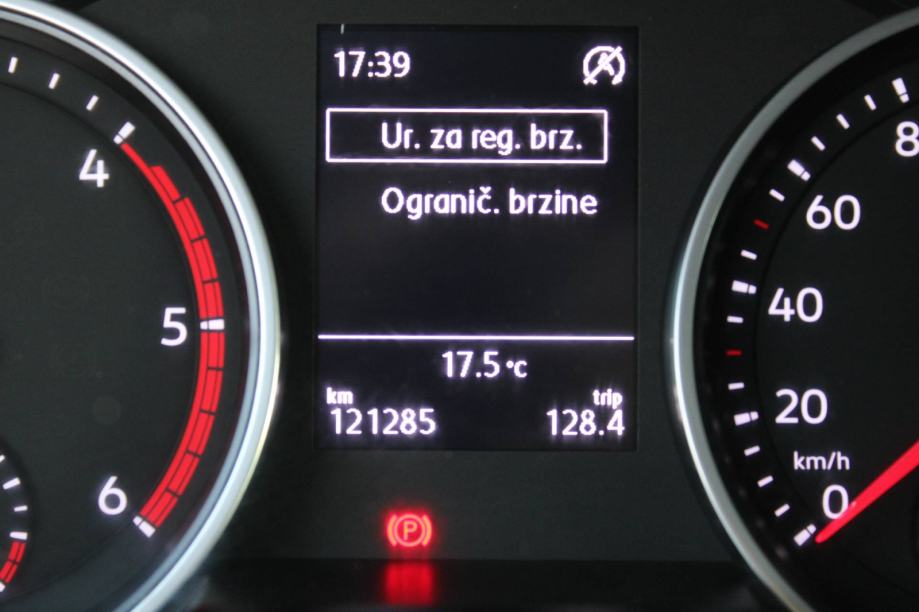 17:39
Ur. za reg. brz.
Ogranič. brzine
17.5 °C
km
trip
121285
128.4
4
5
6
8
60
40
20
km/h
0
P